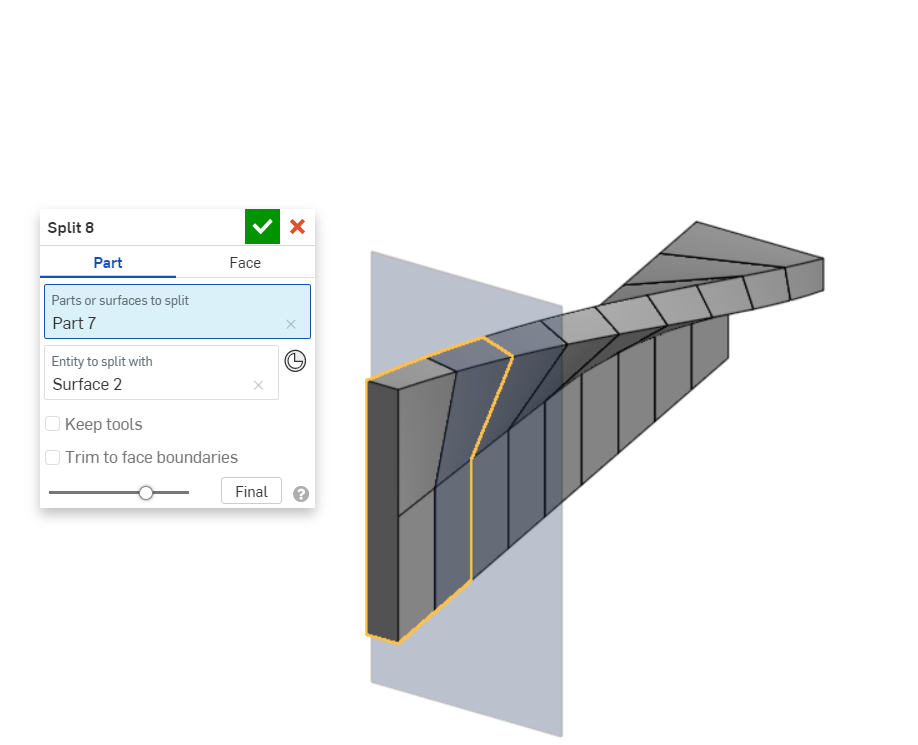 Split 8
Part Face
Parts or surfaces to split
Part 7
Entity to split with
Surface 2
Keep tools
Trim to face boundaries
Final
?